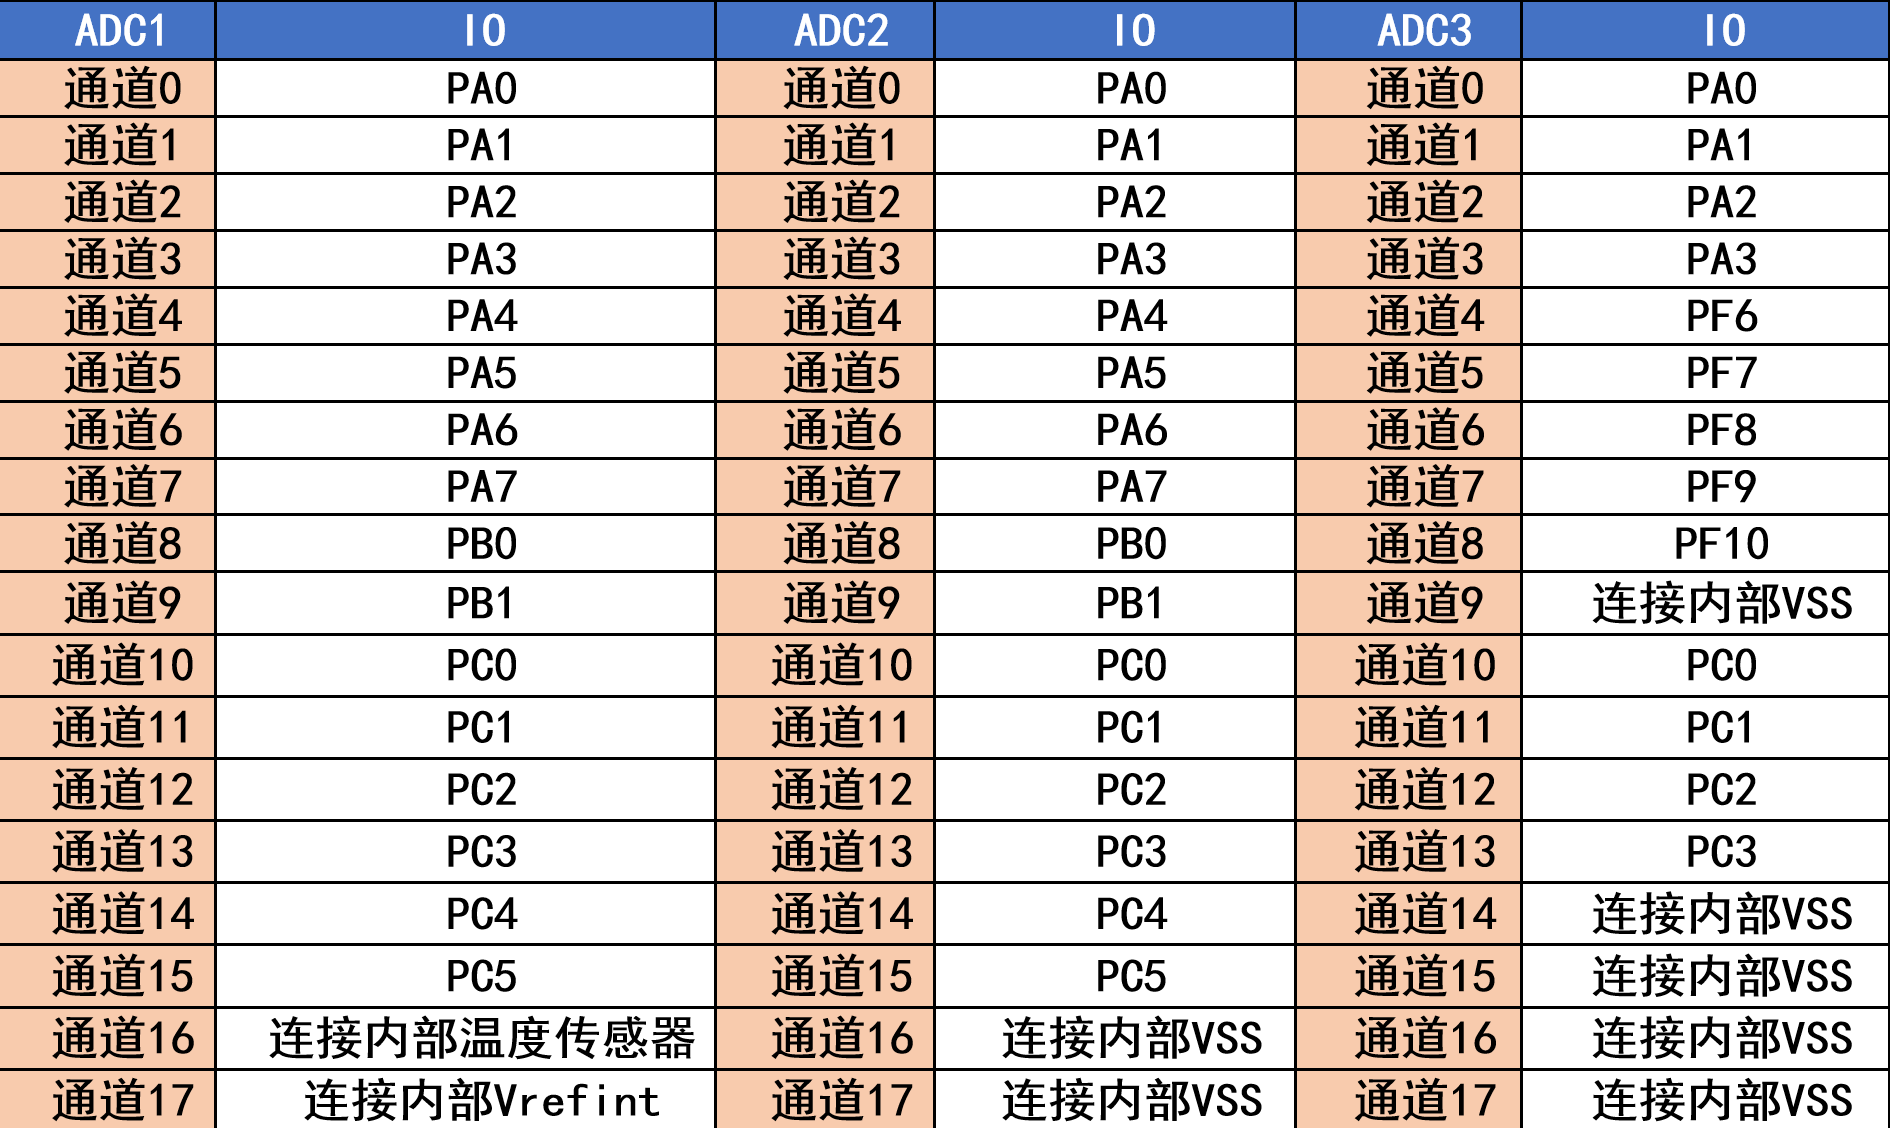 ADC1 IO ADC2 IO ADC3 IO
通道0 PA0 通道0 PA0 通道0 PA0
通道1 PA1 通道1 PA1 通道1 PA1
通道2 PA2 通道2 PA2 通道2 PA2
通道3 PA3 通道3 PA3 通道3 PA3
通道4 PA4 通道4 PA4 通道4 PF6
通道5 PA5 通道5 PA5 通道5 PF7
通道6 PA6 通道6 PA6 通道6 PF8
通道7 PA7 通道7 PA7 通道7 PF9
通道8 PB0 通道8 PB0 通道8 PF10
通道9 PB1 通道9 PB1 通道9 连接内部VSS
通道10 PC0 通道10 PC0 通道10 PC0
通道11 PC1 通道11 PC1 通道11 PC1
通道12 PC2 通道12 PC2 通道12 PC2
通道13 PC3 通道13 PC3 通道13 PC3
通道14 PC4 通道14 PC4 通道14 连接内部VSS
通道15 PC5 通道15 PC5 通道15 连接内部VSS
通道16 连接内部温度传感器 通道16 连接内部VSS 通道16 连接内部VSS
通道17 连接内部Vrefint 通道17 连接内部VSS 通道17 连接内部VSS